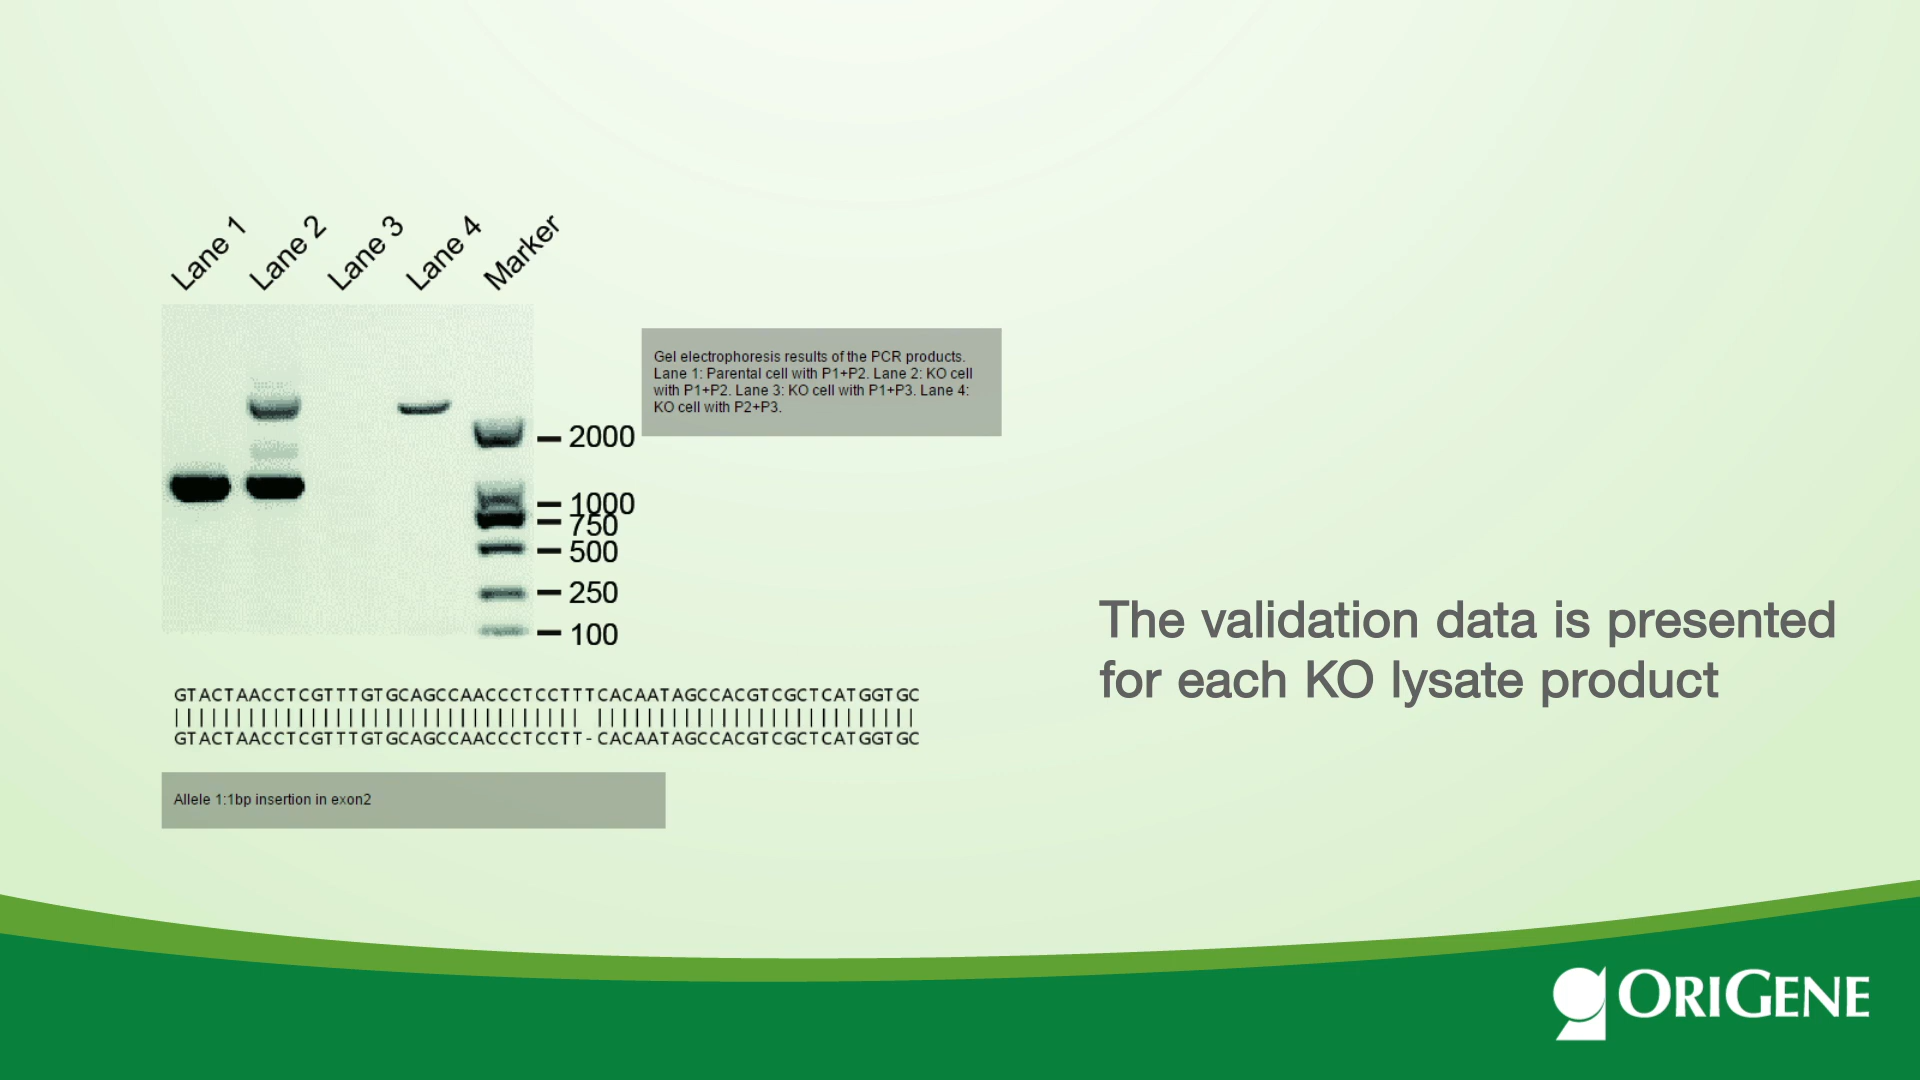 Lane 1
Lane 2
Lane 3
Lane 4
Marker
2000
1000
750
500
250
100
Gel electrophoresis results of the PCR products.
Lane 1: Parental cell with P1+P2. Lane 2: KO cell
with P1+P2. Lane 3: KO cell with P1+P3. Lane 4:
KO cell with P2+P3.
The validation data is presented
for each KO lysate product
GTACTAACCTCGTTTGTGCAGCCAACCCTCCTTTCACAATAGCCACGTCGCTCATGGTGC
GTACTAACCTCGTTTGTGCAGCCAACCCTCCTT-CACAATAGCCACGTCGCTCATGGTGC
Allele 1:1bp insertion in exon2
ORIGENE